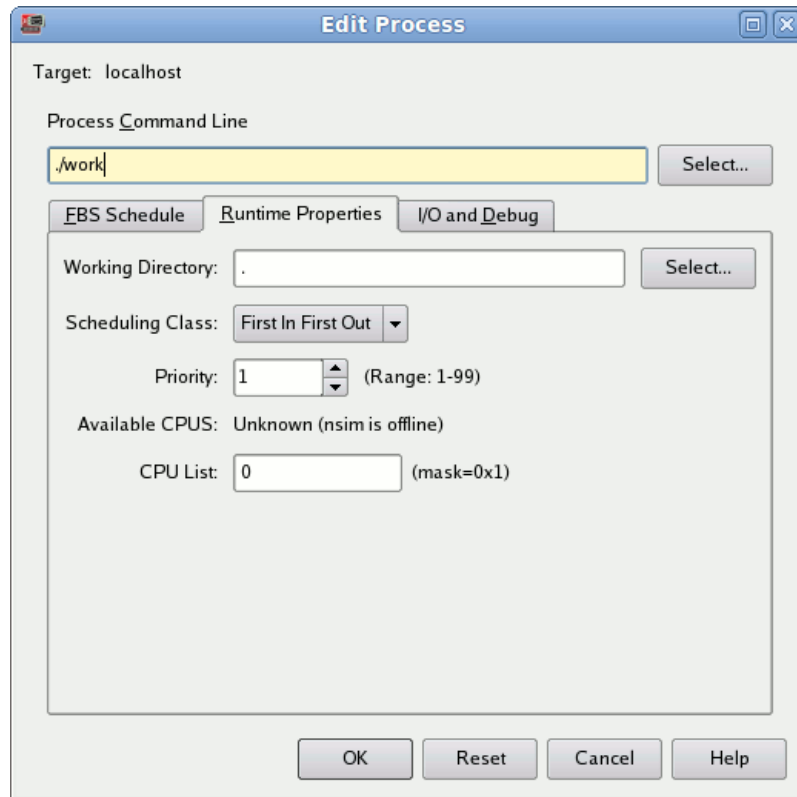 Edit Process
Target: localhost
Process Command Line
./work Select...
FBS Schedule Runtime Properties I/O and Debug
Working Directory: . Select...
Scheduling Class: First In First Out
Priority: 1 (Range: 1-99)
Available CPUS: Unknown (nsim is offline)
CPU List: 0 (mask=0x1)
OK Reset Cancel Help